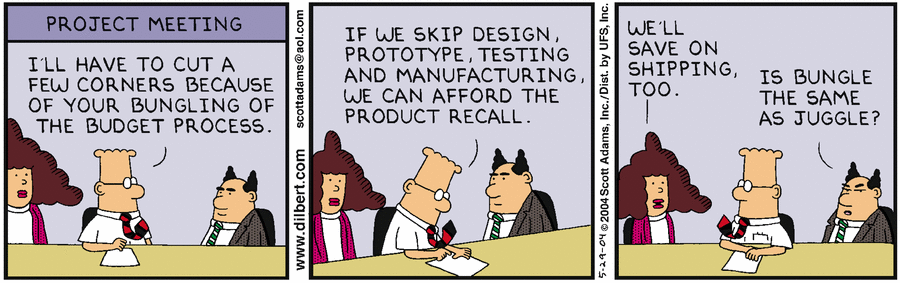 PROJECT MEETING
I'LL HAVE TO CUT A
FEW CORNERS BECAUSE
OF YOUR BUNGLING OF
THE BUDGET PROCESS.
scottadams@aol.com
www.dilbert.com
IF WE SKIP DESIGN,
PROTOTYPE, TESTING
AND MANUFACTURING,
WE CAN AFFORD THE
PRODUCT RECALL.
5-29-04 © 2004 Scott Adams, Inc./Dist. by UFS, Inc.
WE'LL
SAVE ON
SHIPPING,
TOO.
IS BUNGLE
THE SAME
AS JUGGLE?